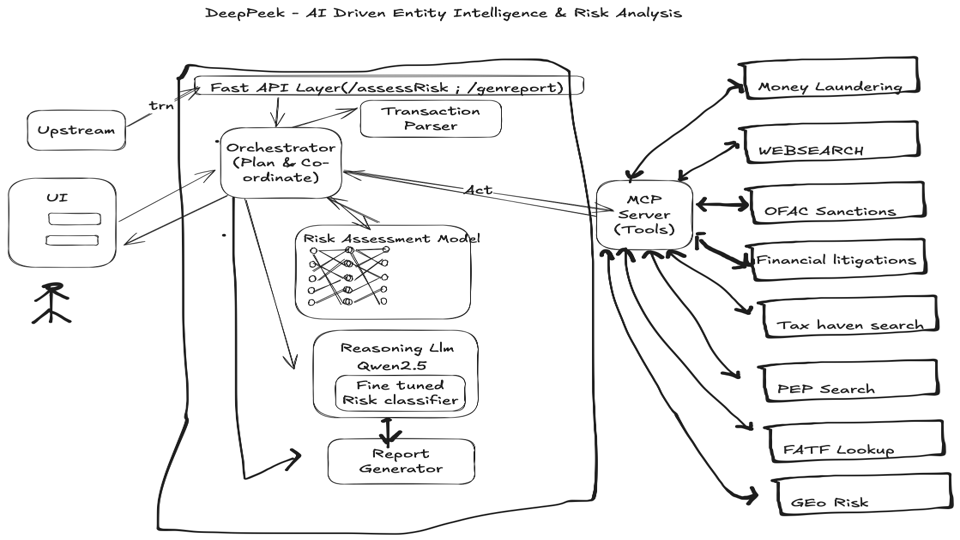 DeepPeek - AI Driven Entity Intelligence & Risk Analysis
Fast API Layer(/assessRisk ; /genreport)
trn
Upstream
Transaction
Parser
Orchestrator
(Plan & Co-
ordinate)
UI
Act
Risk Assessment Model
Reasoning Llm
Qwen2.5
Fine tuned
Risk classifier
Report
Generator
MCP
Server
(Tools)
Money Laundering
WEBSEARCH
OFAC Sanctions
Financial litigations
Tax haven search
PEP Search
FATF Lookup
GEo Risk